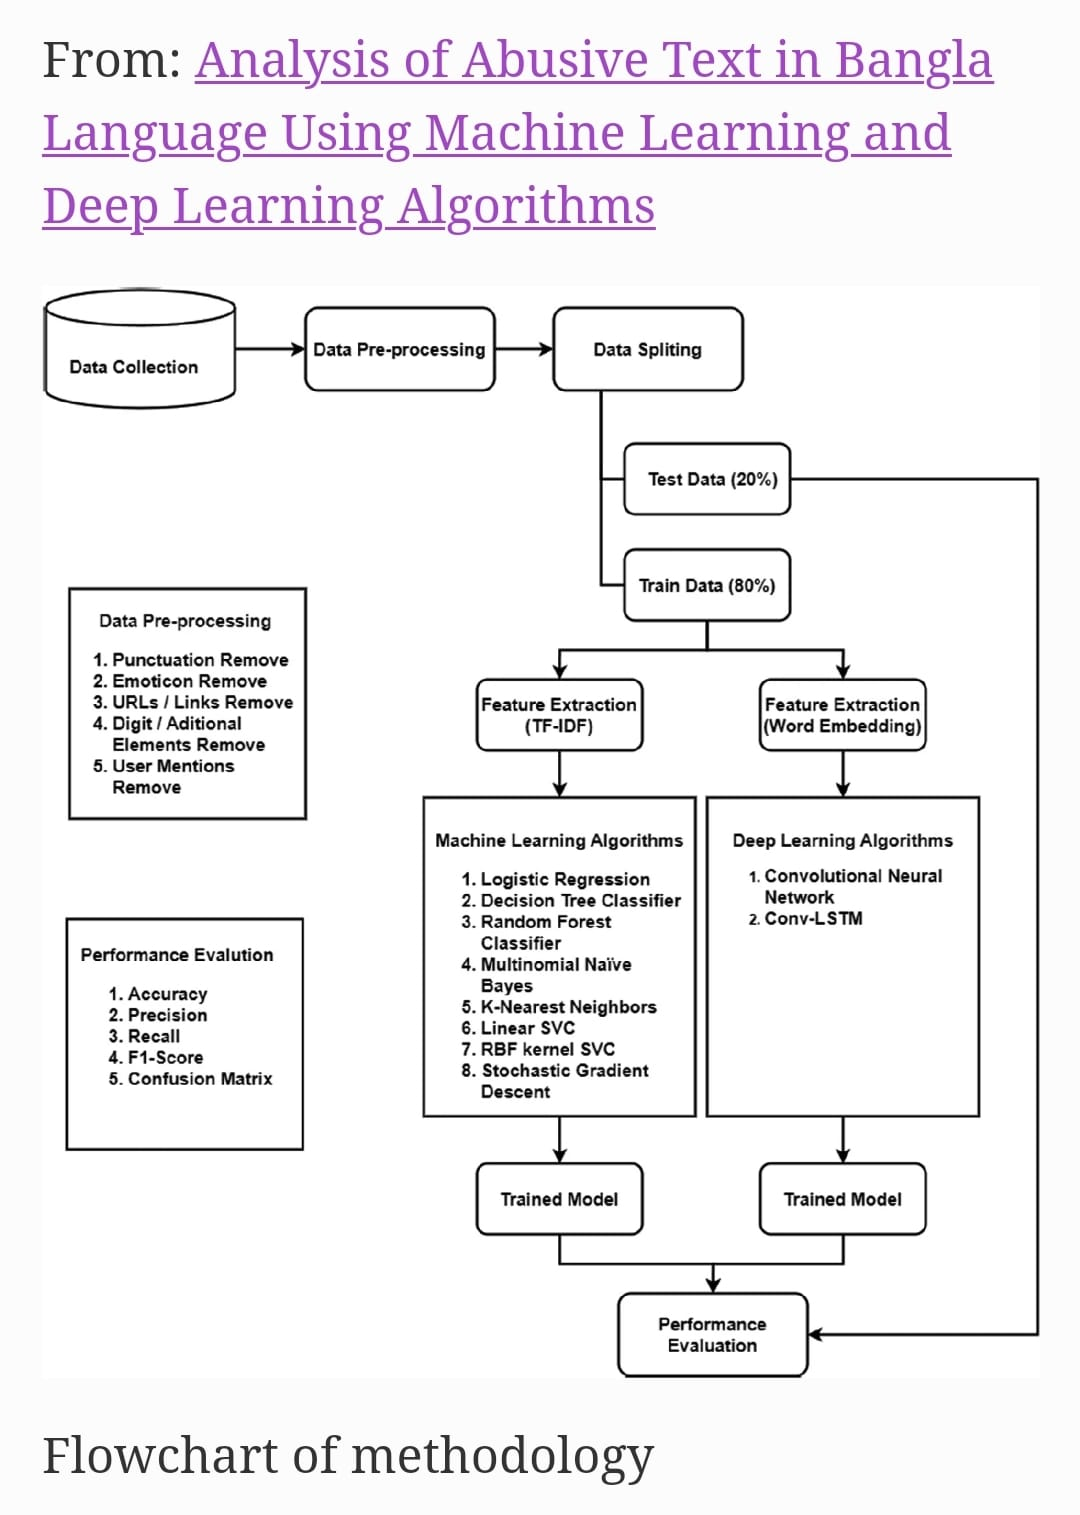 From: Analysis of Abusive Text in Bangla
Language Using Machine Learning and
Deep Learning Algorithms
Data Collection
Data Pre-processing
Data Spliting
Test Data (20%)
Train Data (80%)
Data Pre-processing
1. Punctuation Remove
2. Emoticon Remove
3. URLs / Links Remove
4. Digit / Aditional
Elements Remove
5. User Mentions
Remove
Feature Extraction
(TF-IDF)
Feature Extraction
(Word Embedding)
Machine Learning Algorithms
1. Logistic Regression
2. Decision Tree Classifier
3. Random Forest
Classifier
4. Multinomial Naïve
Bayes
5. K-Nearest Neighbors
6. Linear SVC
7. RBF kernel SVC
8. Stochastic Gradient
Descent
Deep Learning Algorithms
1. Convolutional Neural
Network
2. Conv-LSTM
Performance Evalution
1. Accuracy
2. Precision
3. Recall
4. F1-Score
5. Confusion Matrix
Trained Model
Trained Model
Performance
Evaluation
Flowchart of methodology